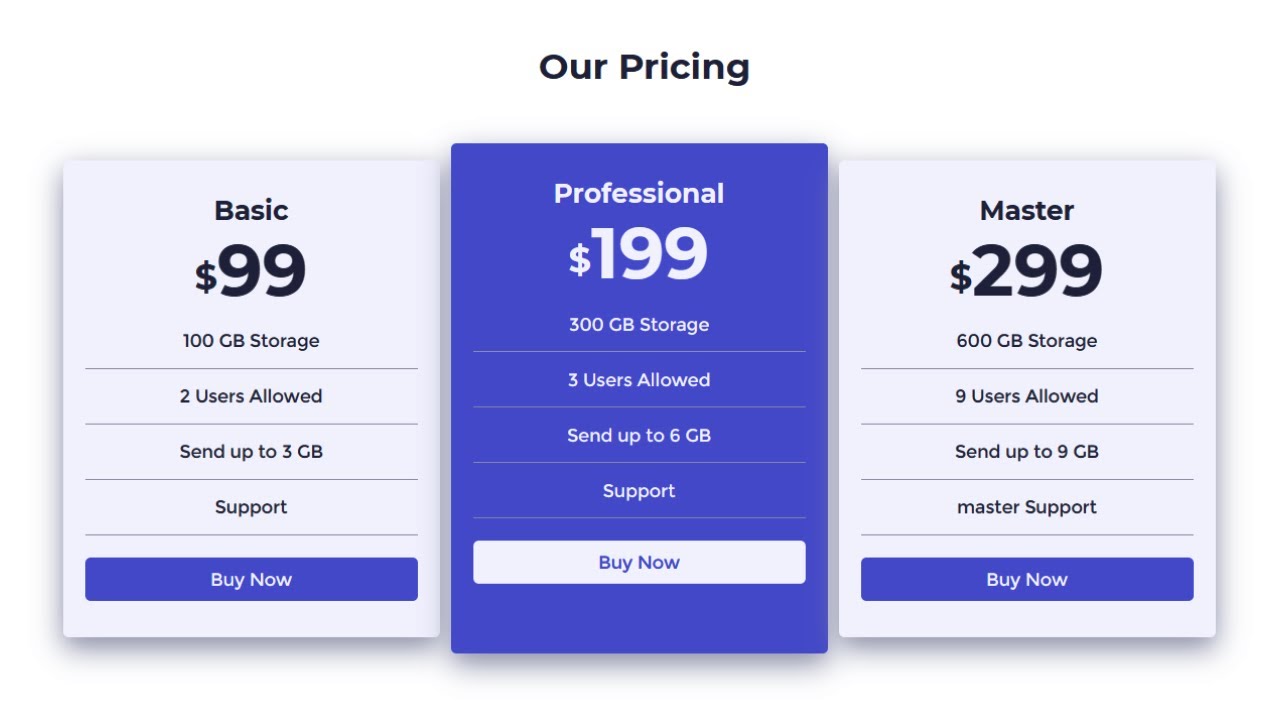 Our Pricing
Basic
$99
100 GB Storage
2 Users Allowed
Send up to 3 GB
Support
Buy Now
Professional
$199
300 GB Storage
3 Users Allowed
Send up to 6 GB
Support
Buy Now
Master
$299
600 GB Storage
9 Users Allowed
Send up to 9 GB
master Support
Buy Now